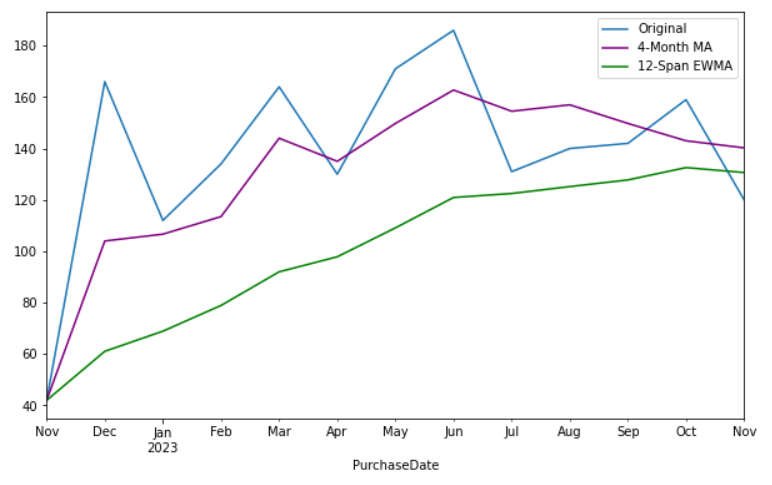 Original
4-Month MA
12-Span EWMA
180
160
140
120
100
80
60
40
Nov Dec Jan Feb Mar Apr May Jun Jul Aug Sep Oct Nov
2023
PurchaseDate